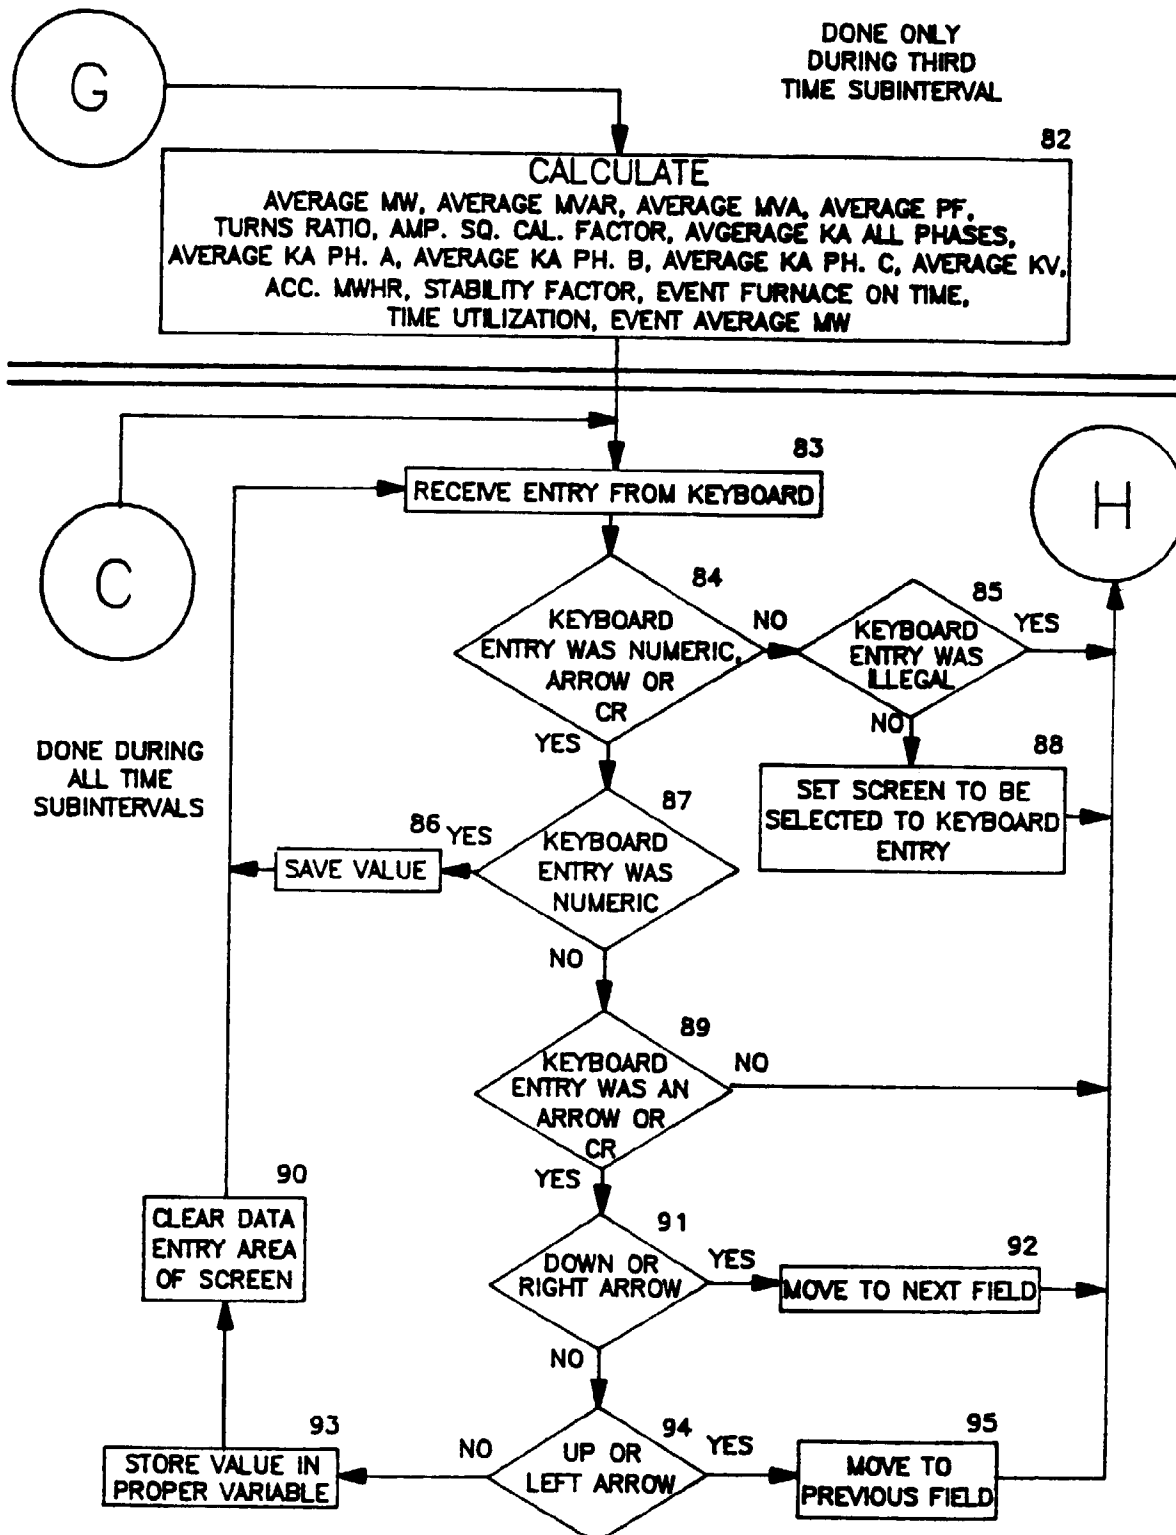 G
DONE ONLY
DURING THIRD
TIME SUBINTERVAL
82
CALCULATE
AVERAGE MW, AVERAGE MVAR, AVERAGE MVA, AVERAGE PF,
TURNS RATIO, AMP. SQ. CAL. FACTOR, AVGERAGE KA ALL PHASES,
AVERAGE KA PH. A, AVERAGE KA PH. B, AVERAGE KA PH. C, AVERAGE KV,
ACC. MWHR, STABILITY FACTOR, EVENT FURNACE ON TIME,
TIME UTILIZATION, EVENT AVERAGE MW
C
H
83
RECEIVE ENTRY FROM KEYBOARD
84
KEYBOARD
ENTRY WAS NUMERIC,
ARROW OR
CR
NO
YES
85
KEYBOARD
ENTRY WAS
ILLEGAL
YES
NO
DONE DURING
ALL TIME
SUBINTERVALS
88
SET SCREEN TO BE
SELECTED TO KEYBOARD
ENTRY
87
KEYBOARD
ENTRY WAS
NUMERIC
YES
86
SAVE VALUE
NO
89
KEYBOARD
ENTRY WAS AN
ARROW OR
CR
NO
YES
90
CLEAR DATA
ENTRY AREA
OF SCREEN
91
DOWN OR
RIGHT ARROW
YES
92
MOVE TO NEXT FIELD
NO
93
STORE VALUE IN
PROPER VARIABLE
NO
94
UP OR
LEFT ARROW
YES
95
MOVE TO
PREVIOUS FIELD